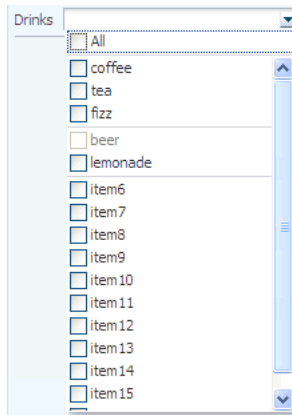 Drinks
All
coffee
tea
fizz
beer
lemonade
item6
item7
item8
item9
item10
item11
item12
item13
item14
item15